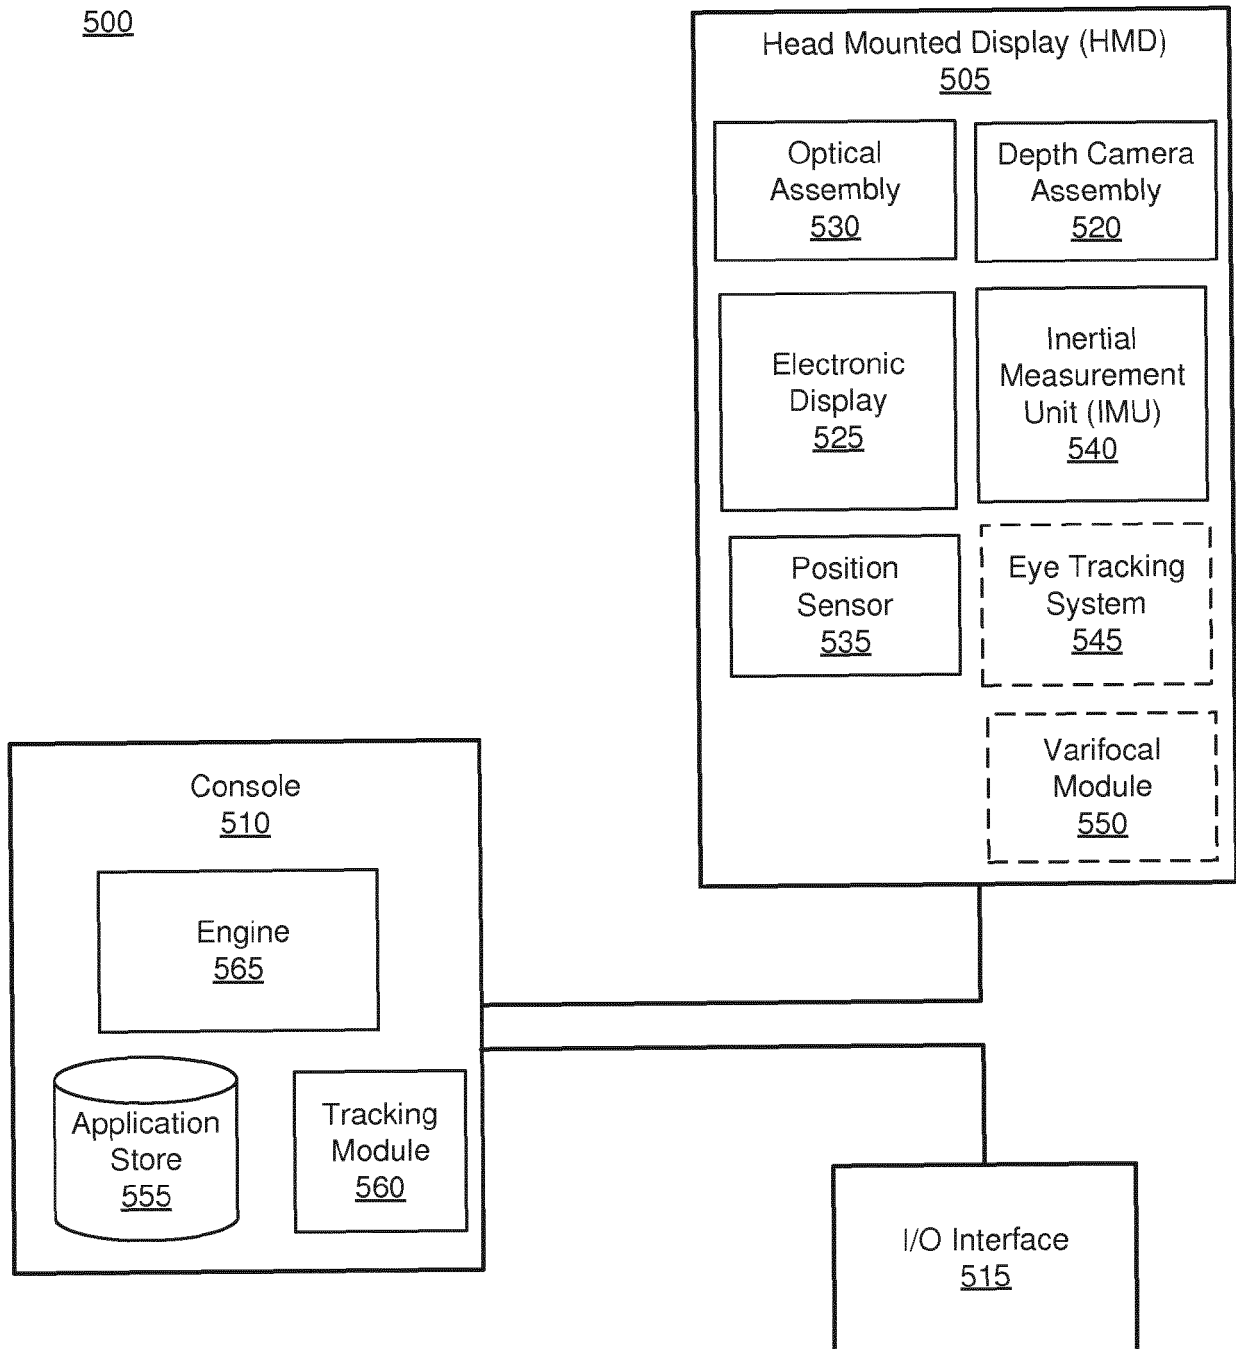 500
Head Mounted Display (HMD)
505
Optical
Assembly
530
Depth Camera
Assembly
520
Electronic
Display
525
Inertial
Measurement
Unit (IMU)
540
Position
Sensor
535
Eye Tracking
System
545
Varifocal
Module
550
Console
510
Engine
565
Application
Store
555
Tracking
Module
560
I/O Interface
515